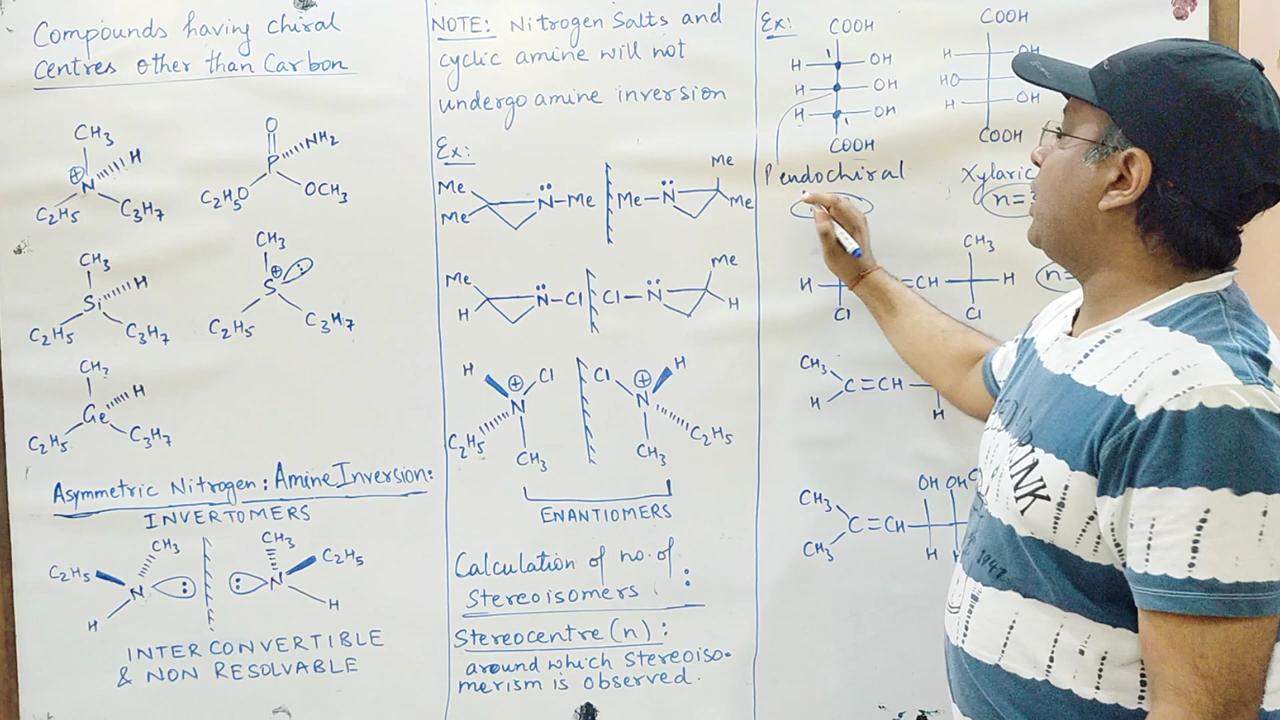 Compounds having chiral
centres other than Carbon
CH3
⊕
N H
C2H5 C3H7
O
P NH2
C2H5O OCH3
CH3
Si H
C2H5 C3H7
CH3
⊕
S
C2H5 C3H7
CH3
Ge H
C2H5 C3H7
Asymmetric Nitrogen: Amine Inversion:
INVERTOMERS
CH3 CH3
C2H5 N : : N C2H5
H H
INTERCONVERTIBLE
& NON RESOLVABLE
NOTE: Nitrogen Salts and
cyclic amine will not
undergo amine inversion
Ex:
Me Me
Me N-Me Me-N Me
Me Me
H N-Cl Cl-N H
H ⊕ Cl Cl ⊕ H
N N
C2H5 C2H5
CH3 CH3
ENANTIOMERS
Calculation of no. of
Stereoisomers :
Stereocentre (n) :
around which Stereoiso-
merism is observed.
Ex:
COOH
H OH
H OH
H OH
COOH
Psendochiral
COOH
H OH
HO
H OH
COOH
Xylaric
n=
CH3
H =CH H
Cl Cl
n=
CH3
C=CH
H H
OH OH
CH3
C=CH
CH3 H H
PINK